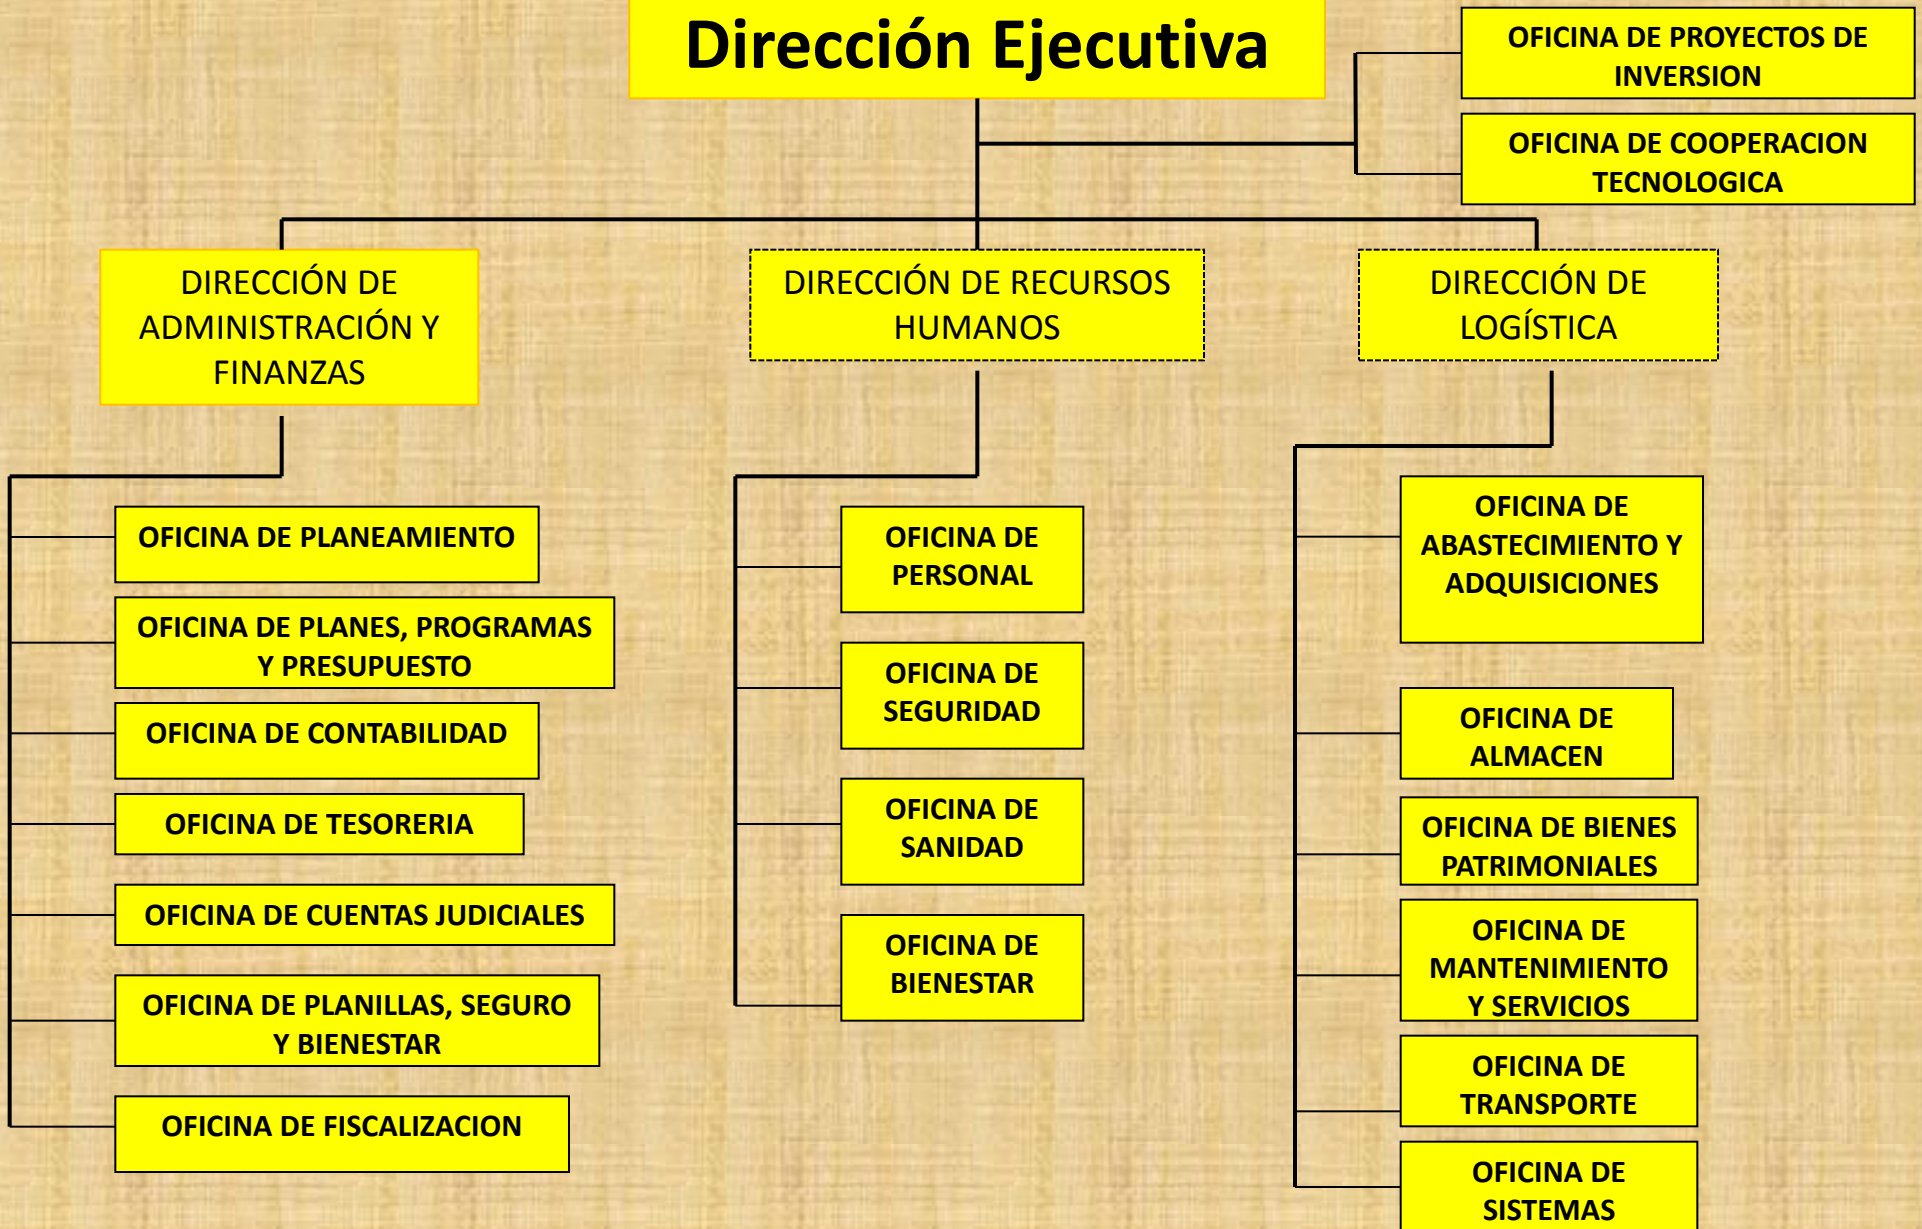 Dirección Ejecutiva
OFICINA DE PROYECTOS DE
INVERSION
OFICINA DE COOPERACION
TECNOLOGICA
DIRECCIÓN DE
ADMINISTRACIÓN Y
FINANZAS
DIRECCIÓN DE RECURSOS
HUMANOS
DIRECCIÓN DE
LOGÍSTICA
OFICINA DE PLANEAMIENTO
OFICINA DE PLANES, PROGRAMAS
Y PRESUPUESTO
OFICINA DE CONTABILIDAD
OFICINA DE TESORERIA
OFICINA DE CUENTAS JUDICIALES
OFICINA DE PLANILLAS, SEGURO
Y BIENESTAR
OFICINA DE FISCALIZACION
OFICINA DE
PERSONAL
OFICINA DE
SEGURIDAD
OFICINA DE
SANIDAD
OFICINA DE
BIENESTAR
OFICINA DE
ABASTECIMIENTO Y
ADQUISICIONES
OFICINA DE
ALMACEN
OFICINA DE BIENES
PATRIMONIALES
OFICINA DE
MANTENIMIENTO
Y SERVICIOS
OFICINA DE
TRANSPORTE
OFICINA DE
SISTEMAS